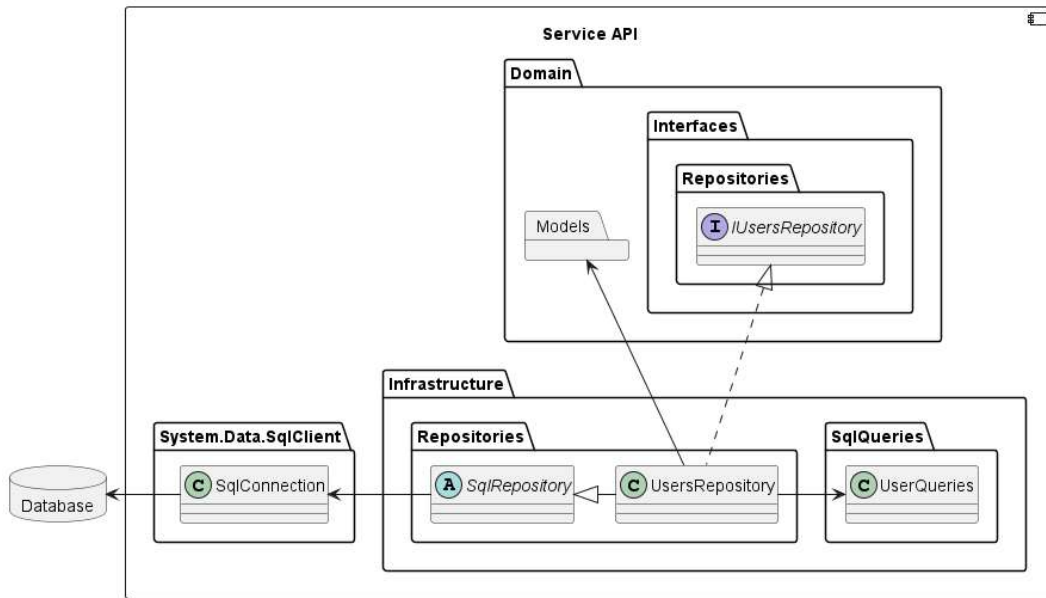 Service API
Domain
Interfaces
Repositories
I IUsersRepository
Models
Infrastructure
System.Data.SqlClient
Repositories
SqlQueries
Database
C SqlConnection
A SqlRepository
C UsersRepository
C UserQueries